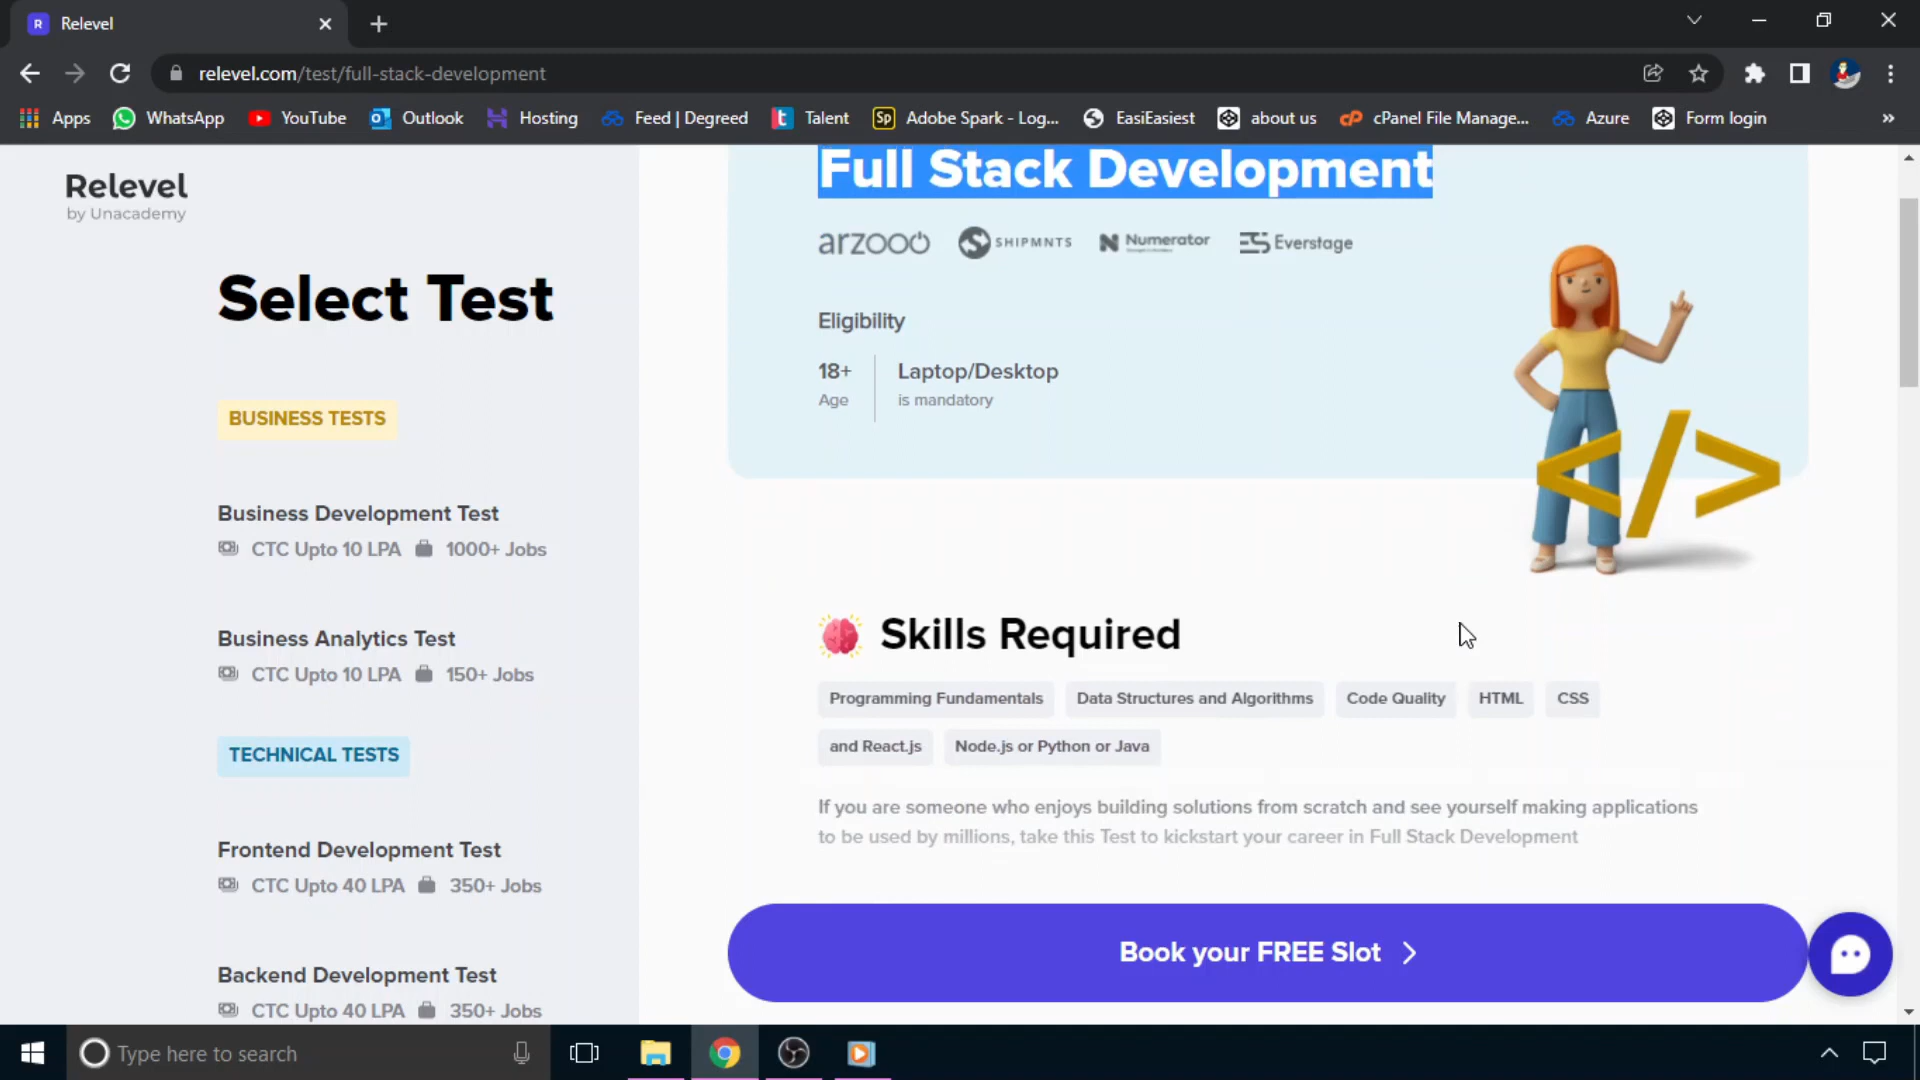 R Relevel
relevel.com/test/full-stack-development
Apps WhatsApp YouTube Outlook Hosting Feed | Degreed Talent Sp Adobe Spark - Log... EasiEasiest about us cP cPanel File Manage... Azure Form login »
Relevel
by Unacademy
Select Test
BUSINESS TESTS
Business Development Test
CTC Upto 10 LPA 1000+ Jobs
Business Analytics Test
CTC Upto 10 LPA 150+ Jobs
TECHNICAL TESTS
Frontend Development Test
CTC Upto 40 LPA 350+ Jobs
Backend Development Test
CTC Upto 40 LPA 350+ Jobs
Full Stack Development
arzooo SHIPMNTS Numerator Everstage
Eligibility
18+ Laptop/Desktop
Age is mandatory
</>
Skills Required
Programming Fundamentals Data Structures and Algorithms Code Quality HTML CSS
and React.js Node.js or Python or Java
If you are someone who enjoys building solutions from scratch and see yourself making applications
to be used by millions, take this Test to kickstart your career in Full Stack Development
Book your FREE Slot
Type here to search